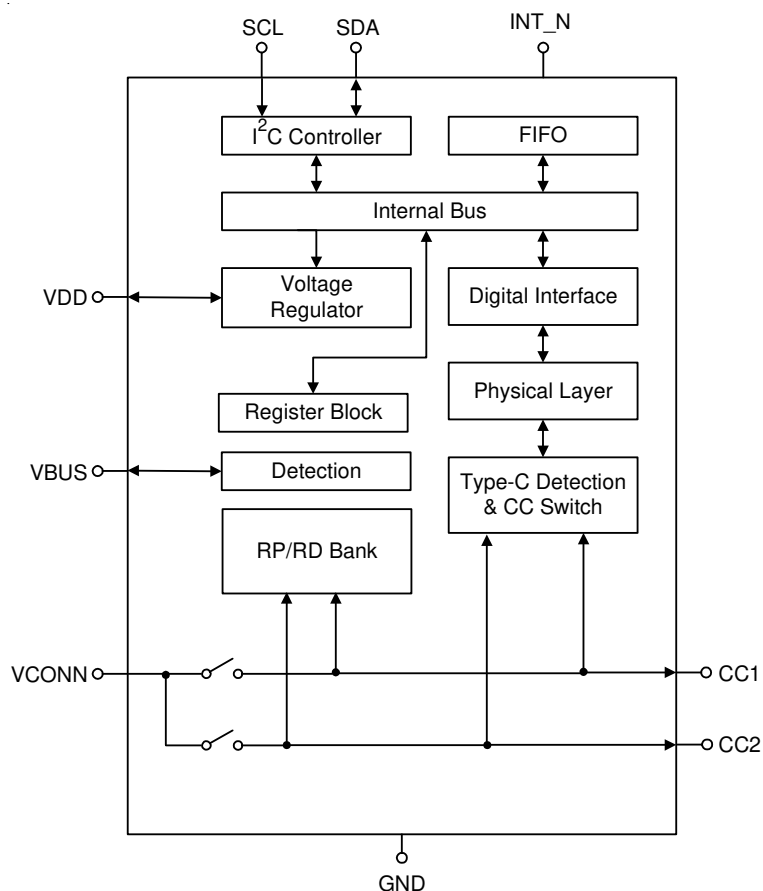 SCL
SDA
INT_N
I²C Controller
FIFO
Internal Bus
VDD
Voltage
Regulator
Digital Interface
Physical Layer
Register Block
VBUS
Detection
Type-C Detection
& CC Switch
RP/RD Bank
VCONN
CC1
CC2
GND